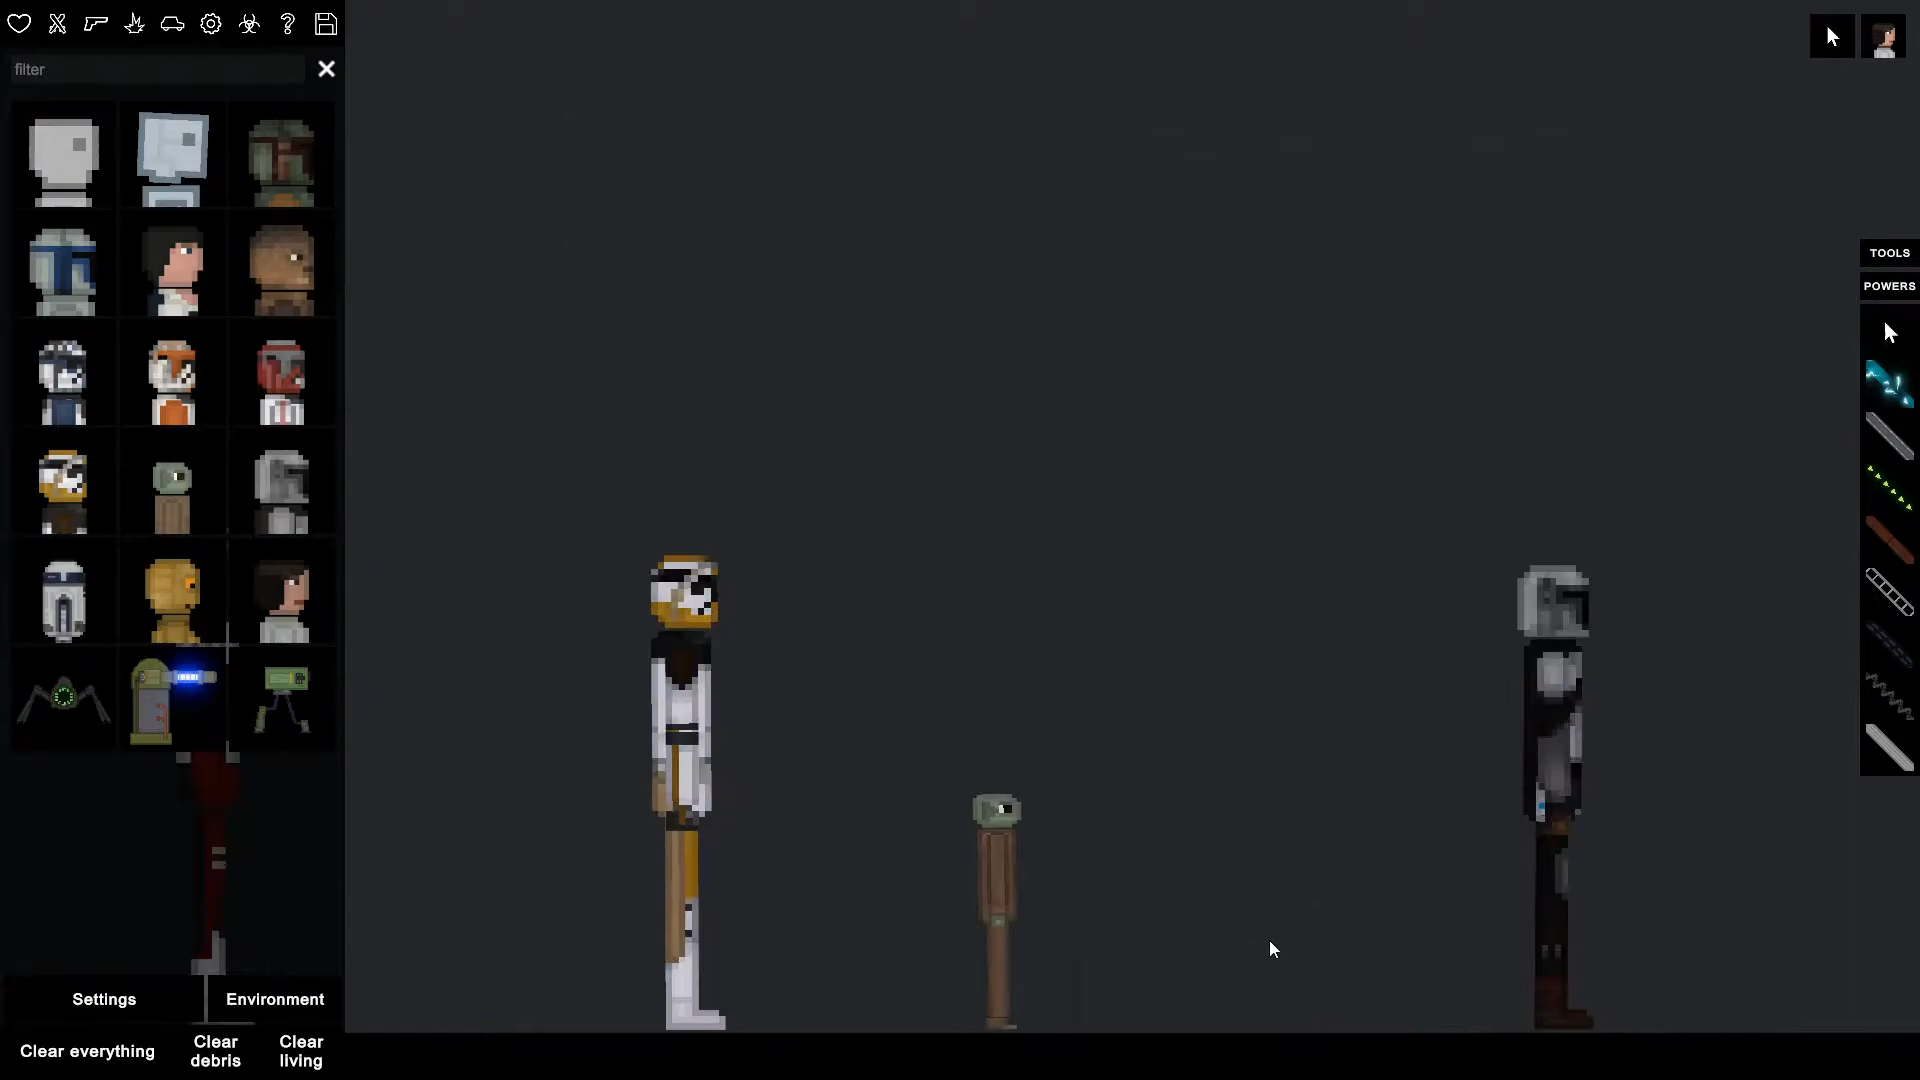 filter
TOOLS
POWERS
Settings
Environment
Clear everything
Clear
debris
Clear
living